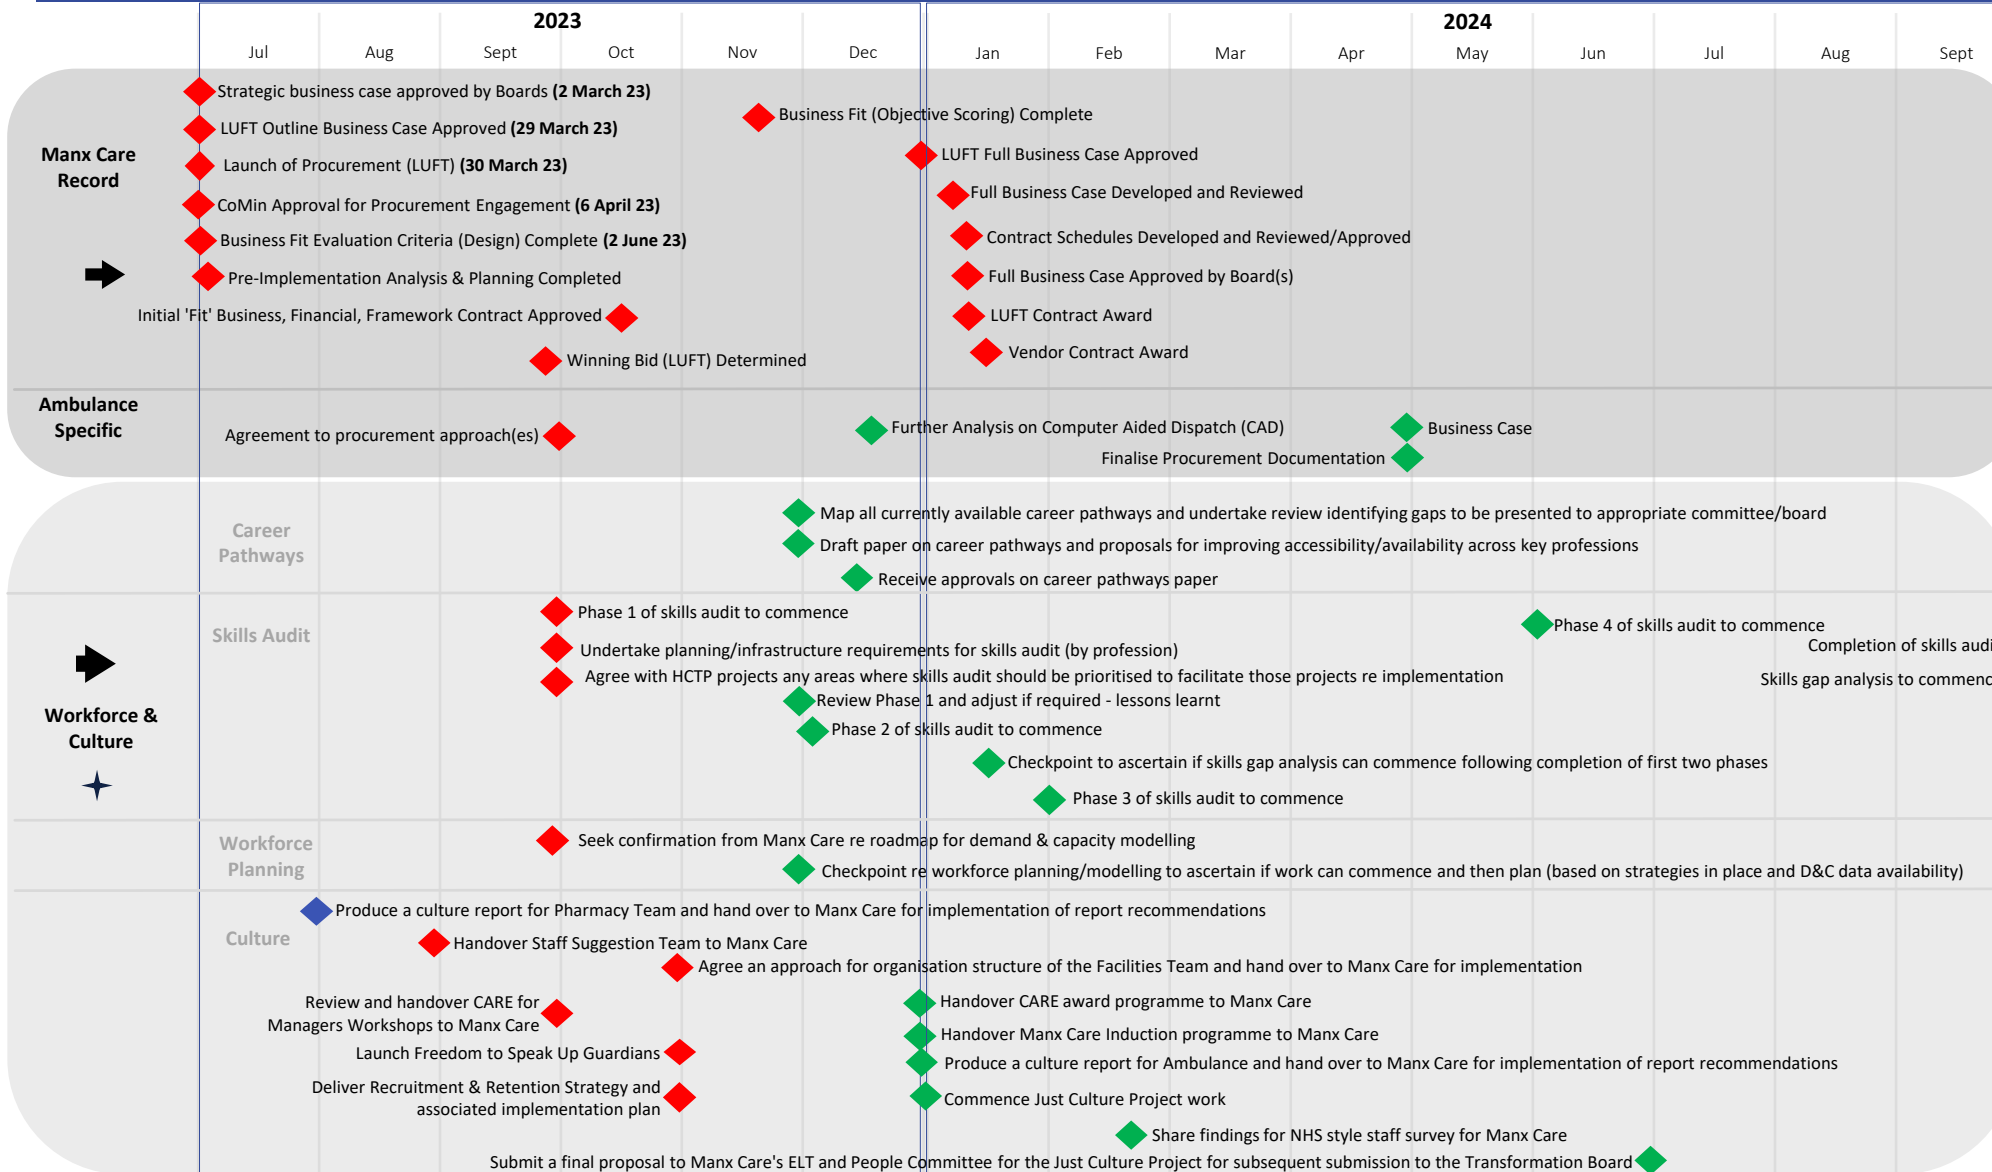 2023
2024
Jul
Aug
Sept
Oct
Nov
Dec
Jan
Feb
Mar
Apr
May
Jun
Jul
Aug
Sept
Manx Care
Record
Strategic business case approved by Boards (2 March 23)
LUFT Outline Business Case Approved (29 March 23)
Launch of Procurement (LUFT) (30 March 23)
CoMin Approval for Procurement Engagement (6 April 23)
Business Fit Evaluation Criteria (Design) Complete (2 June 23)
Pre-Implementation Analysis & Planning Completed
Initial 'Fit' Business, Financial, Framework Contract Approved
Winning Bid (LUFT) Determined
Business Fit (Objective Scoring) Complete
LUFT Full Business Case Approved
Full Business Case Developed and Reviewed
Contract Schedules Developed and Reviewed/Approved
Full Business Case Approved by Board(s)
LUFT Contract Award
Vendor Contract Award
Ambulance
Specific
Agreement to procurement approach(es)
Further Analysis on Computer Aided Dispatch (CAD)
Business Case
Finalise Procurement Documentation
Workforce &
Culture
Career
Pathways
Map all currently available career pathways and undertake review identifying gaps to be presented to appropriate committee/board
Draft paper on career pathways and proposals for improving accessibility/availability across key professions
Receive approvals on career pathways paper
Skills Audit
Phase 1 of skills audit to commence
Undertake planning/infrastructure requirements for skills audit (by profession)
Agree with HCTP projects any areas where skills audit should be prioritised to facilitate those projects re implementation
Review Phase 1 and adjust if required - lessons learnt
Phase 2 of skills audit to commence
Checkpoint to ascertain if skills gap analysis can commence following completion of first two phases
Phase 3 of skills audit to commence
Phase 4 of skills audit to commence
Completion of skills audi
Skills gap analysis to commenc
Workforce
Planning
Seek confirmation from Manx Care re roadmap for demand & capacity modelling
Checkpoint re workforce planning/modelling to ascertain if work can commence and then plan (based on strategies in place and D&C data availability)
Culture
Produce a culture report for Pharmacy Team and hand over to Manx Care for implementation of report recommendations
Handover Staff Suggestion Team to Manx Care
Agree an approach for organisation structure of the Facilities Team and hand over to Manx Care for implementation
Review and handover CARE for
Managers Workshops to Manx Care
Handover CARE award programme to Manx Care
Handover Manx Care Induction programme to Manx Care
Launch Freedom to Speak Up Guardians
Produce a culture report for Ambulance and hand over to Manx Care for implementation of report recommendations
Deliver Recruitment & Retention Strategy and
associated implementation plan
Commence Just Culture Project work
Share findings for NHS style staff survey for Manx Care
Submit a final proposal to Manx Care's ELT and People Committee for the Just Culture Project for subsequent submission to the Transformation Board